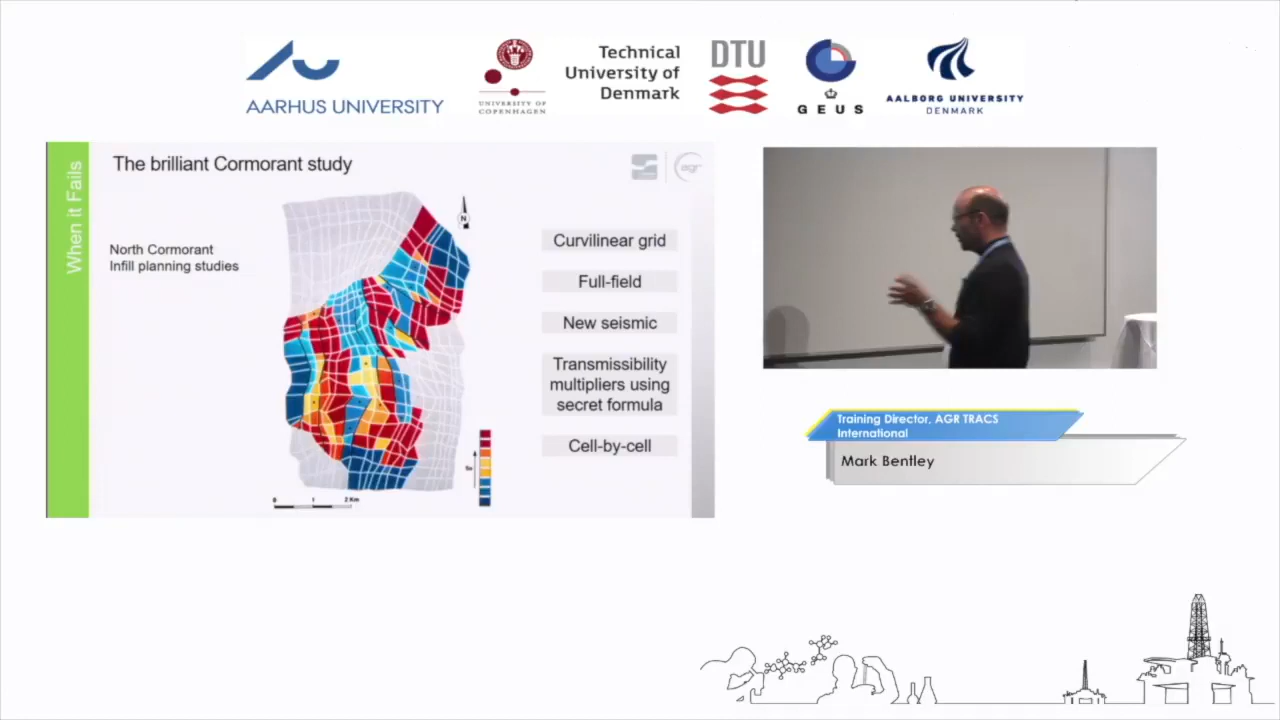 AARHUS UNIVERSITY
UNIVERSITY OF
COPENHAGEN
Technical
University of
Denmark
DTU
G E U S
AALBORG UNIVERSITY
DENMARK
When it Fails
The brilliant Cormorant study
agr
North Cormorant
Infill planning studies
N
Curvilinear grid
Full-field
New seismic
Transmissibility
multipliers using
secret formula
Cell-by-cell
So
0 1 2 Km
Training Director, AGR TRACS
International
Mark Bentley